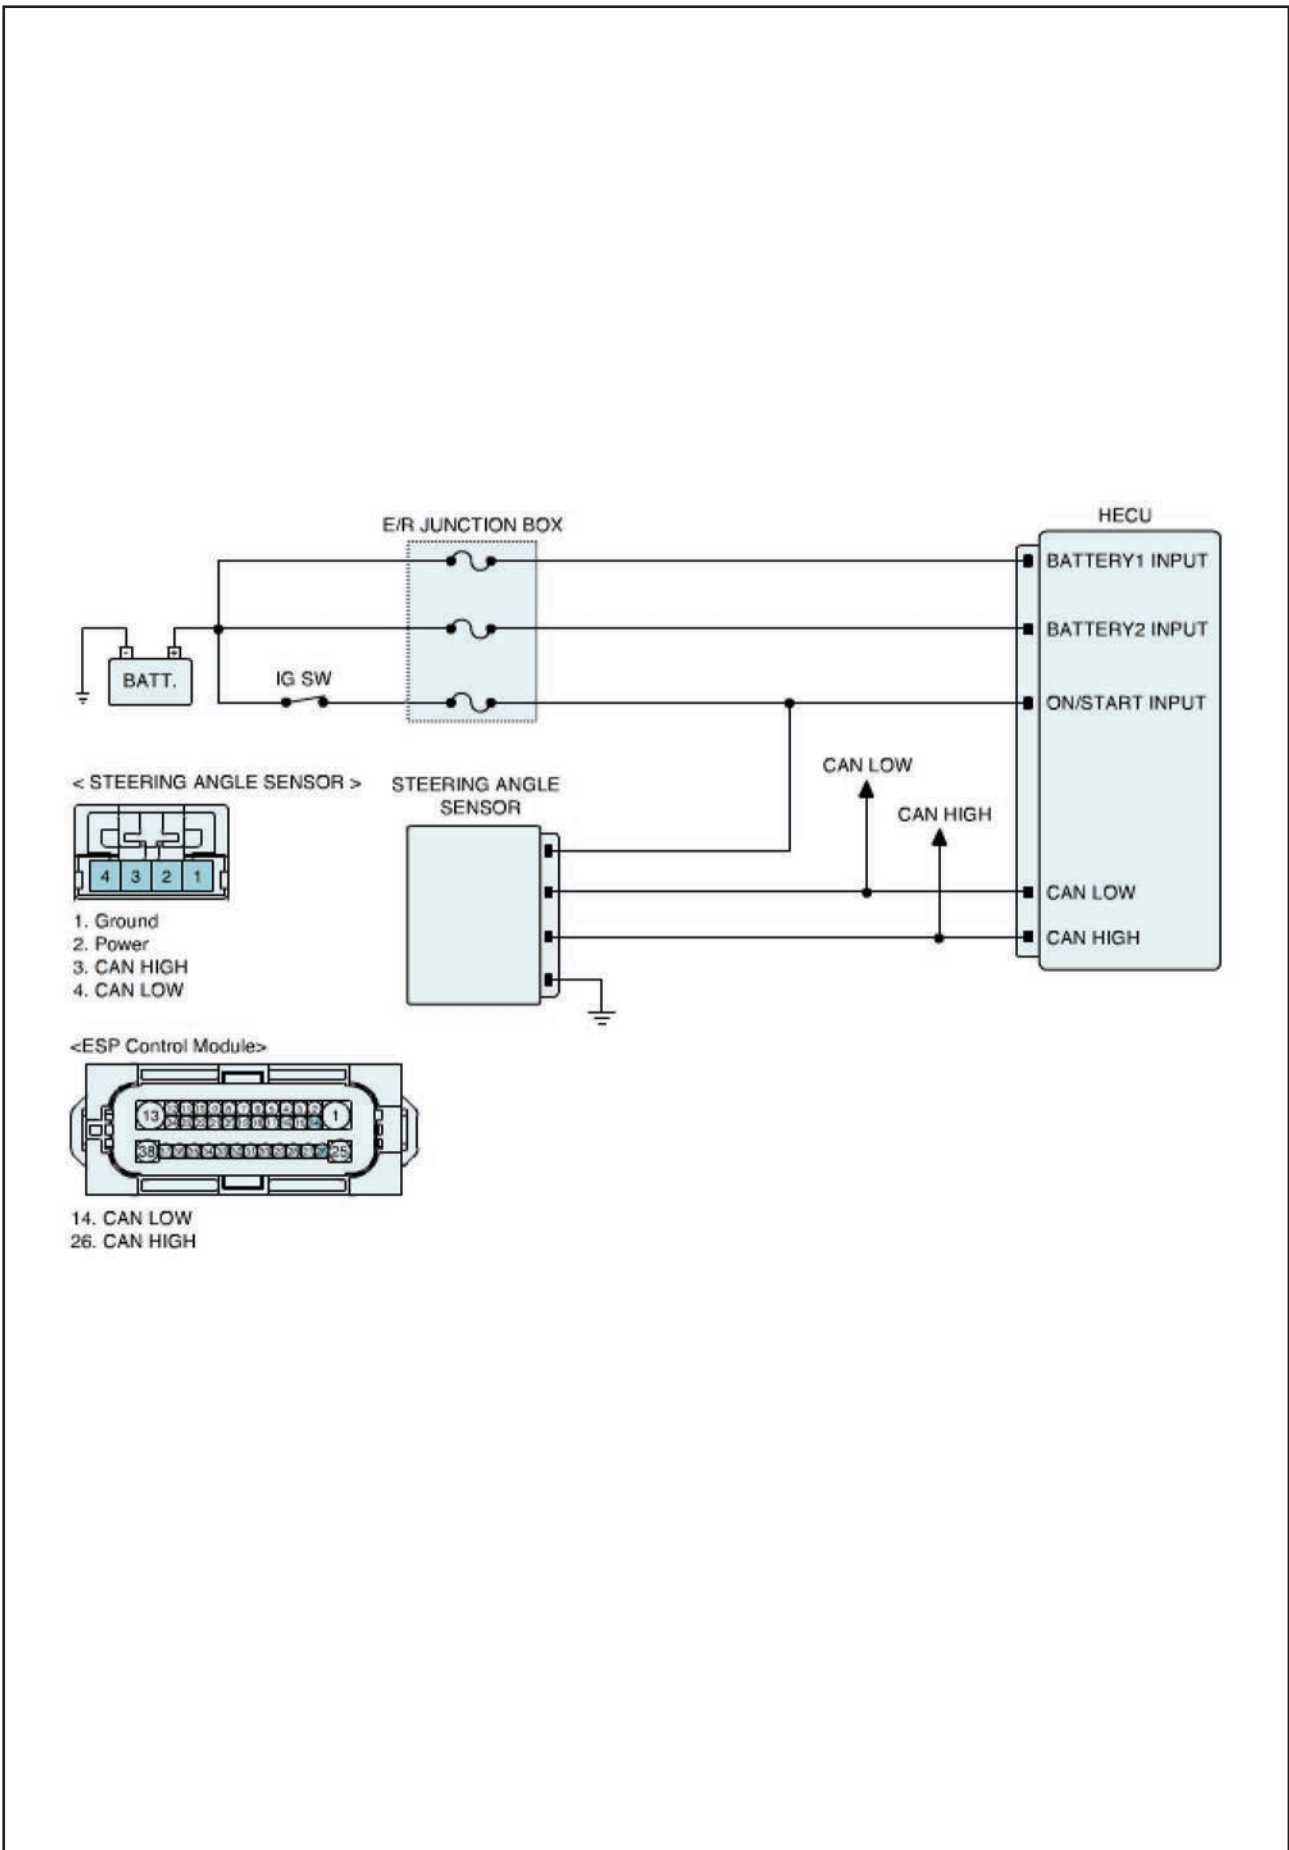 E/R JUNCTION BOX
HECU
BATTERY1 INPUT
BATTERY2 INPUT
- +
BATT.
IG SW
ON/START INPUT
< STEERING ANGLE SENSOR >
STEERING ANGLE
SENSOR
CAN LOW
CAN HIGH
4 3 2 1
CAN LOW
CAN HIGH
1. Ground
2. Power
3. CAN HIGH
4. CAN LOW
<ESP Control Module>
13 1
38 25
14. CAN LOW
26. CAN HIGH